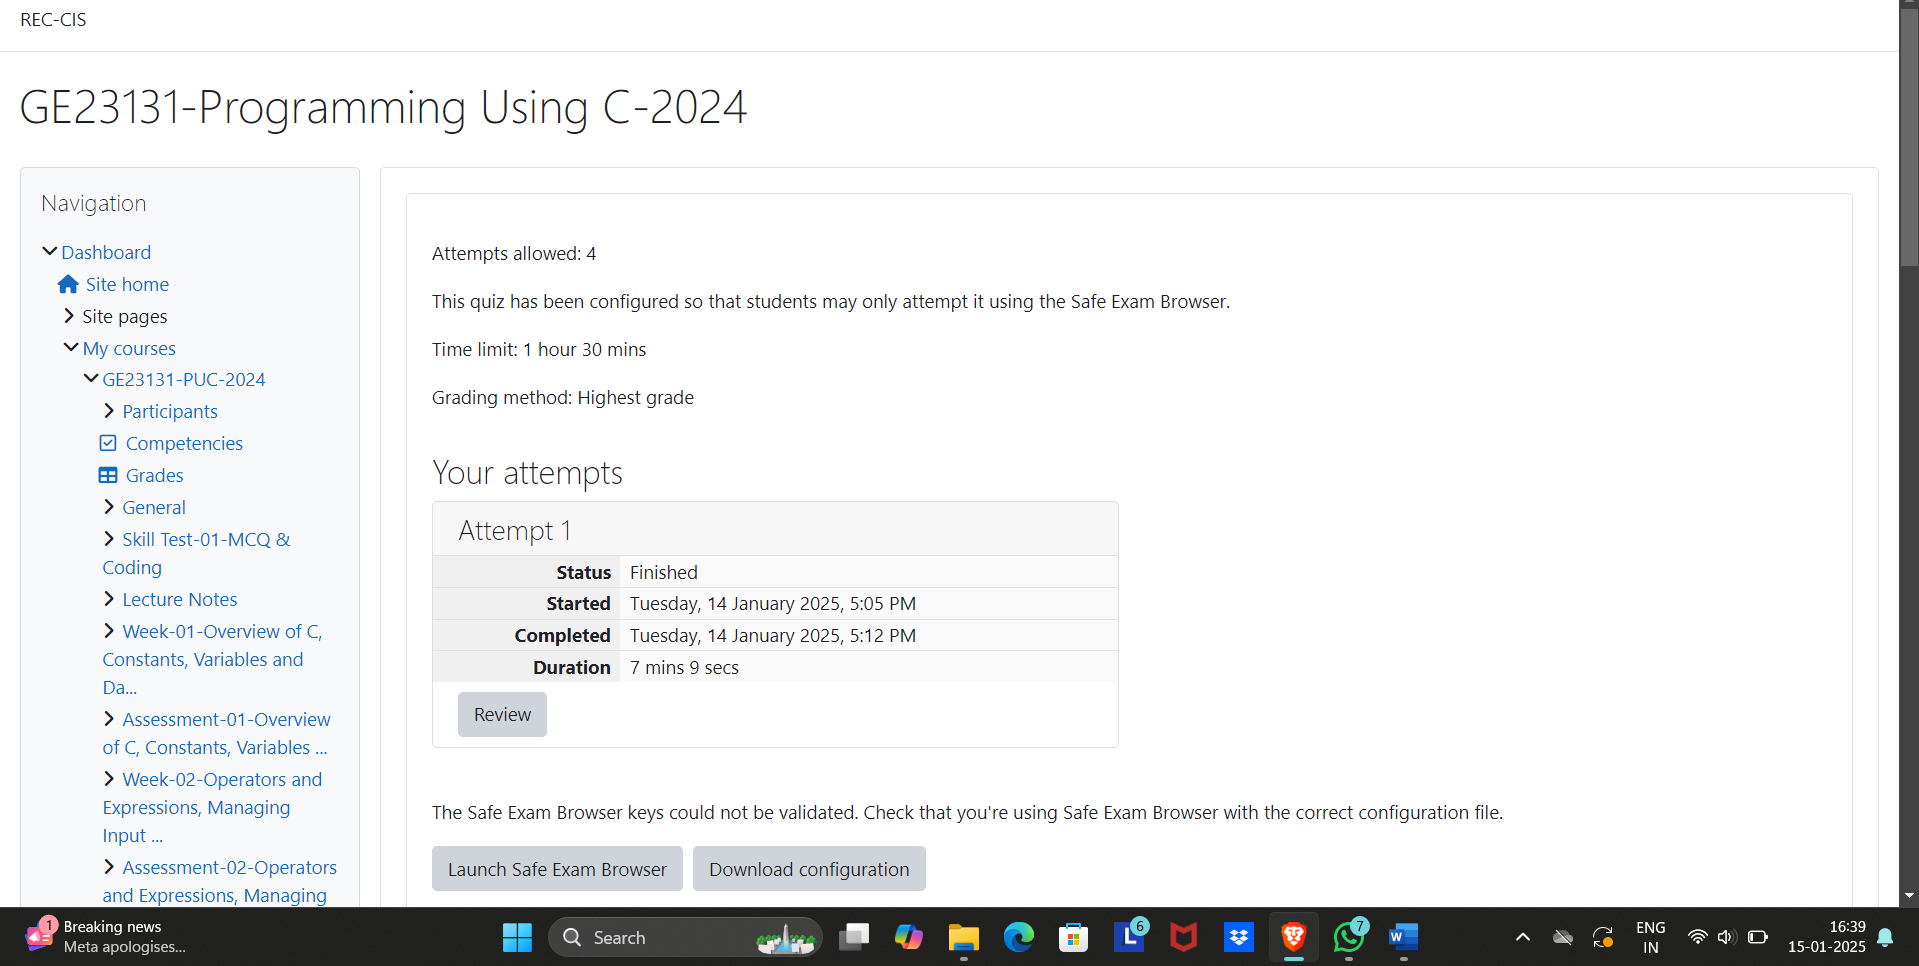 REC-CIS
GE23131-Programming Using C-2024
Navigation
Dashboard
Site home
Site pages
My courses
GE23131-PUC-2024
Participants
Competencies
Grades
General
Skill Test-01-MCQ &
Coding
Lecture Notes
Week-01-Overview of C,
Constants, Variables and
Da...
Assessment-01-Overview
of C, Constants, Variables ...
Week-02-Operators and
Expressions, Managing
Input ...
Assessment-02-Operators
and Expressions, Managing
Attempts allowed: 4
This quiz has been configured so that students may only attempt it using the Safe Exam Browser.
Time limit: 1 hour 30 mins
Grading method: Highest grade
Your attempts
Attempt 1
Status Finished
Started Tuesday, 14 January 2025, 5:05 PM
Completed Tuesday, 14 January 2025, 5:12 PM
Duration 7 mins 9 secs
Review
The Safe Exam Browser keys could not be validated. Check that you're using Safe Exam Browser with the correct configuration file.
Launch Safe Exam Browser Download configuration
1
Breaking news
Meta apologises...
Search
L 6
7
W
ENG
IN
16:39
15-01-2025